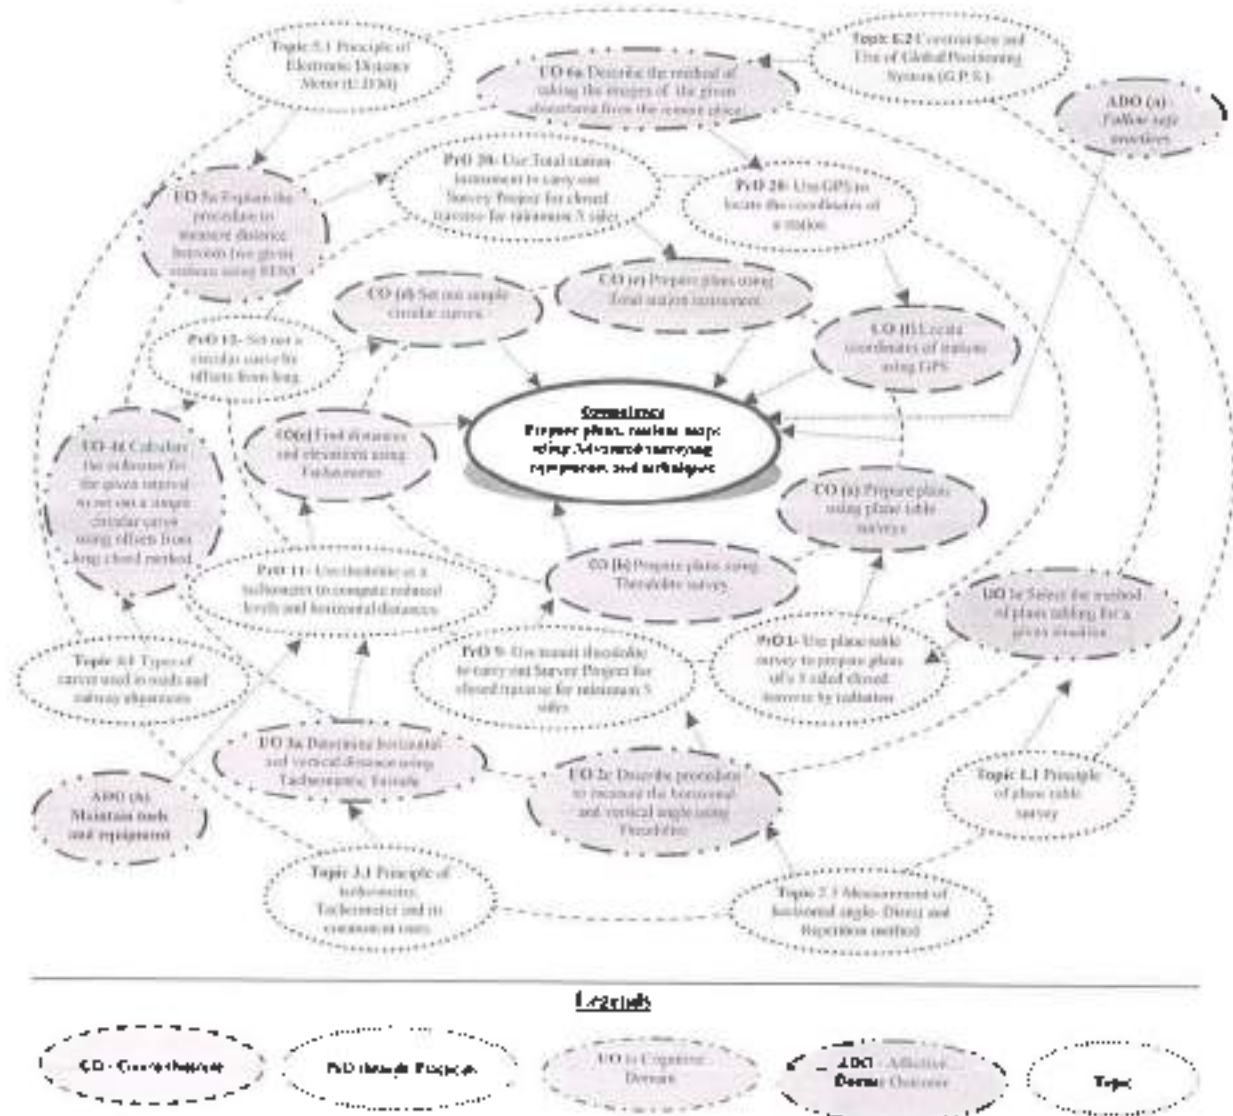 Topic 5.1 Principle of
Electronic Distance
Meter (E.D.M)
Topic 6.2 Construction and
Use of Global Positioning
System (G.P.S.)
UO 6a Describe the method of
taking the images of the given
from the remote place
ADO (a) -
Follow safe
practices
PrO 20- Use Total station
instrument to carry out
Survey Project for closed
traverse for minimum 5 sides
PrO 20- Use GPS to
locate the coordinates of
a station
UO 5a Explain the
procedure to
measure distance
between two given
stations using EDM
CO (d) Set out simple
circular curves
CO (e) Prepare plans using
Total station instrument
CO (f) Locate
coordinates of stations
using GPS
PrO 13- Set out a
circular curve by
offsets from long
Competency
Prepare plans,
using Advanced surveying
equipment and techniques
CO(c) Find distances
and elevations using
Tacheometer
UO 4a Calculate
the ordinates for
the given interval
to set out a simple
circular curve
using offsets from
long chord method
CO (a) Prepare plans
using plane table
surveys
CO (b) Prepare plans using
Theodolite survey
PrO 11- Use theodolite as a
tacheometer to compute reduced
levels and horizontal distances
UO 1c Select the method
of plane tabling for a
given situation
PrO 9- Use transit theodolite
to carry out Survey Project for
closed traverse for minimum 5
sides
PrO 1- Use plane table
survey to prepare plans
of a 5 sided closed
traverse by radiation
Topic 4.1 Types of
curves used in roads and
railway alignments
UO 3a Determine horizontal
and vertical distance using
Tacheometric
UO 2c Describe procedure
to measure the horizontal
and vertical angle using
Theodolite
Topic 1.1 Principle
of plane table
survey
ADO (b)
Maintain tools
and equipment
Topic 3.1 Principle of
tacheometry,
Tacheometer and its
component parts
Topic 2.3 Measurement of
horizontal angle- Direct and
Repetition method
Legends
CO - Course Outcome
PrO through Practicals
UO in Cognitive
Domain
ADO - Affective
Domain Outcome
Topic